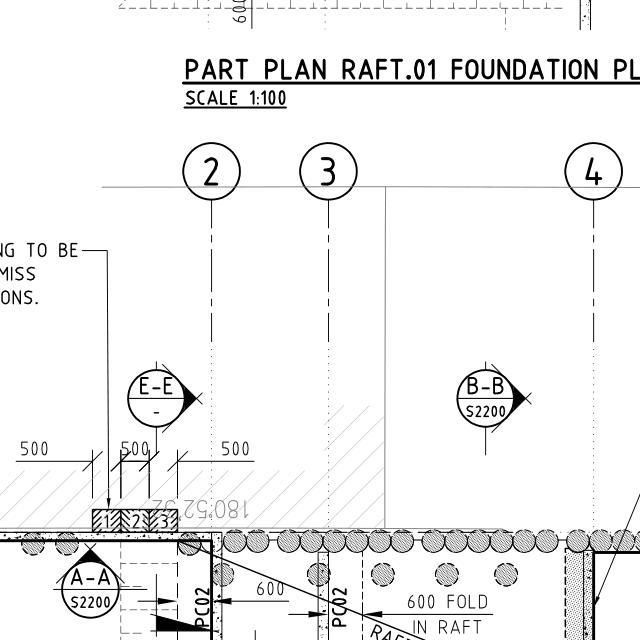 600
PART PLAN RAFT.01 FOUNDATION PL
SCALE 1:100
2
3
4
NG TO BE
MISS
ONS.
E-E
-
B-B
S2200
500
500
500
180°52'52
1
2
3
A-A
S2200
PC02
600
PC02
600 FOLD
IN RAFT
RAF